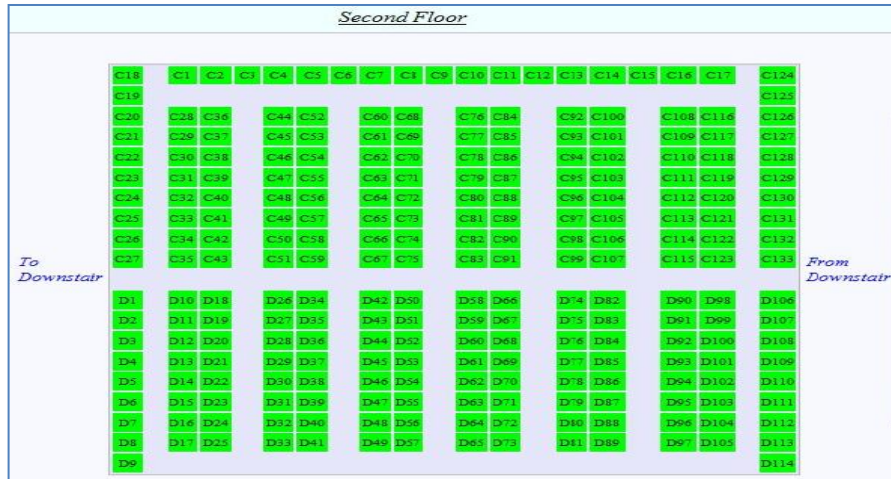 Second Floor
C18 C1 C2 C3 C4 C5 C6 C7 C8 C9 C10 C11 C12 C13 C14 C15 C16 C17 C124
C19 C125
C20 C28 C36 C44 C52 C60 C68 C76 C84 C92 C100 C108 C116 C126
C21 C29 C37 C45 C53 C61 C69 C77 C85 C93 C101 C109 C117 C127
C22 C30 C38 C46 C54 C62 C70 C78 C86 C94 C102 C110 C118 C128
C23 C31 C39 C47 C55 C63 C71 C79 C87 C95 C103 C111 C119 C129
C24 C32 C40 C48 C56 C64 C72 C80 C88 C96 C104 C112 C120 C130
C25 C33 C41 C49 C57 C65 C73 C81 C89 C97 C105 C113 C121 C131
C26 C34 C42 C50 C58 C66 C74 C82 C90 C98 C106 C114 C122 C132
To C27 C35 C43 C51 C59 C67 C75 C83 C91 C99 C107 C115 C123 C133 From
Downstair Downstair
D1 D10 D18 D26 D34 D42 D50 D58 D66 D74 D82 D90 D98 D106
D2 D11 D19 D27 D35 D43 D51 D59 D67 D75 D83 D91 D99 D107
D3 D12 D20 D28 D36 D44 D52 D60 D68 D76 D84 D92 D100 D108
D4 D13 D21 D29 D37 D45 D53 D61 D69 D77 D85 D93 D101 D109
D5 D14 D22 D30 D38 D46 D54 D62 D70 D78 D86 D94 D102 D110
D6 D15 D23 D31 D39 D47 D55 D63 D71 D79 D87 D95 D103 D111
D7 D16 D24 D32 D40 D48 D56 D64 D72 D80 D88 D96 D104 D112
D8 D17 D25 D33 D41 D49 D57 D65 D73 D81 D89 D97 D105 D113
D9 D114